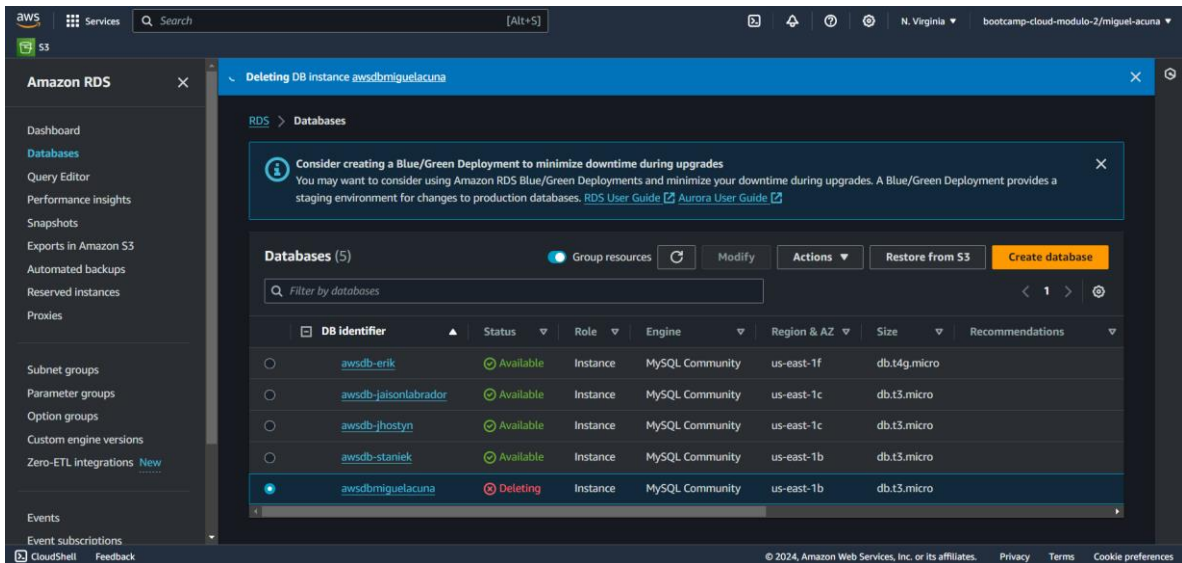 aws Services Search [Alt+S] N. Virginia bootcamp-cloud-modulo-2/miguel-acuna
S3
Amazon RDS
Dashboard
Databases
Query Editor
Performance insights
Snapshots
Exports in Amazon S3
Automated backups
Reserved instances
Proxies
Subnet groups
Parameter groups
Option groups
Custom engine versions
Zero-ETL integrations New
Events
Event subscriptions
Deleting DB instance awsdbmiguelacuna
RDS > Databases
Consider creating a Blue/Green Deployment to minimize downtime during upgrades
You may want to consider using Amazon RDS Blue/Green Deployments and minimize your downtime during upgrades. A Blue/Green Deployment provides a
staging environment for changes to production databases. RDS User Guide Aurora User Guide
Databases (5) Group resources Modify Actions Restore from S3 Create database
Filter by databases < 1 >
DB identifier Status Role Engine Region & AZ Size Recommendations
awsdb-erik Available Instance MySQL Community us-east-1f db.t4g.micro
awsdb-jaisonlabrador Available Instance MySQL Community us-east-1c db.t3.micro
awsdb-jhostyn Available Instance MySQL Community us-east-1c db.t3.micro
awsdb-staniek Available Instance MySQL Community us-east-1b db.t3.micro
awsdbmiguelacuna Deleting Instance MySQL Community us-east-1b db.t3.micro
CloudShell Feedback © 2024, Amazon Web Services, Inc. or its affiliates. Privacy Terms Cookie preferences